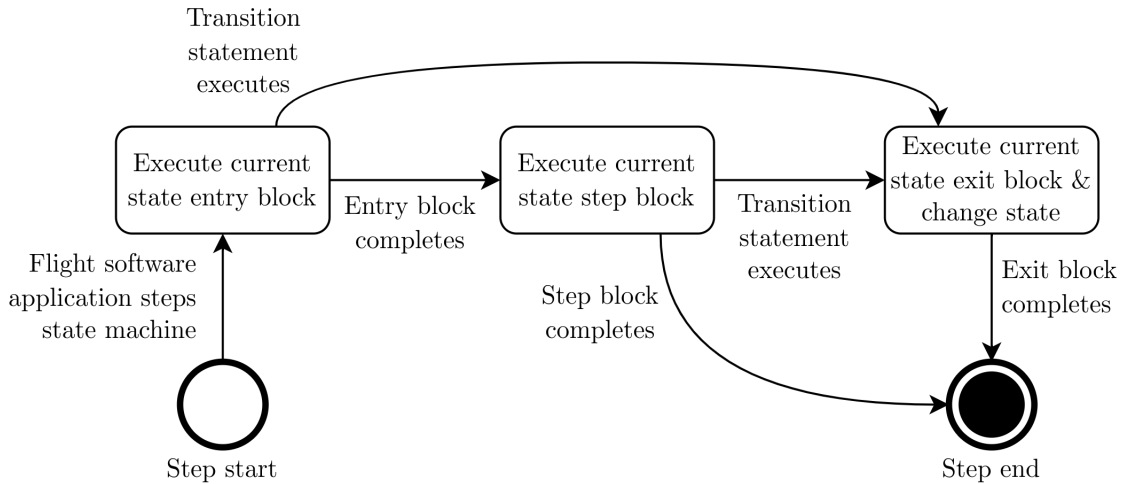 Transition
statement
executes
Execute current
state entry block
Entry block
completes
Execute current
state step block
Transition
statement
executes
Execute current
state exit block &
change state
Flight software
application steps
state machine
Step block
completes
Exit block
completes
Step start
Step end